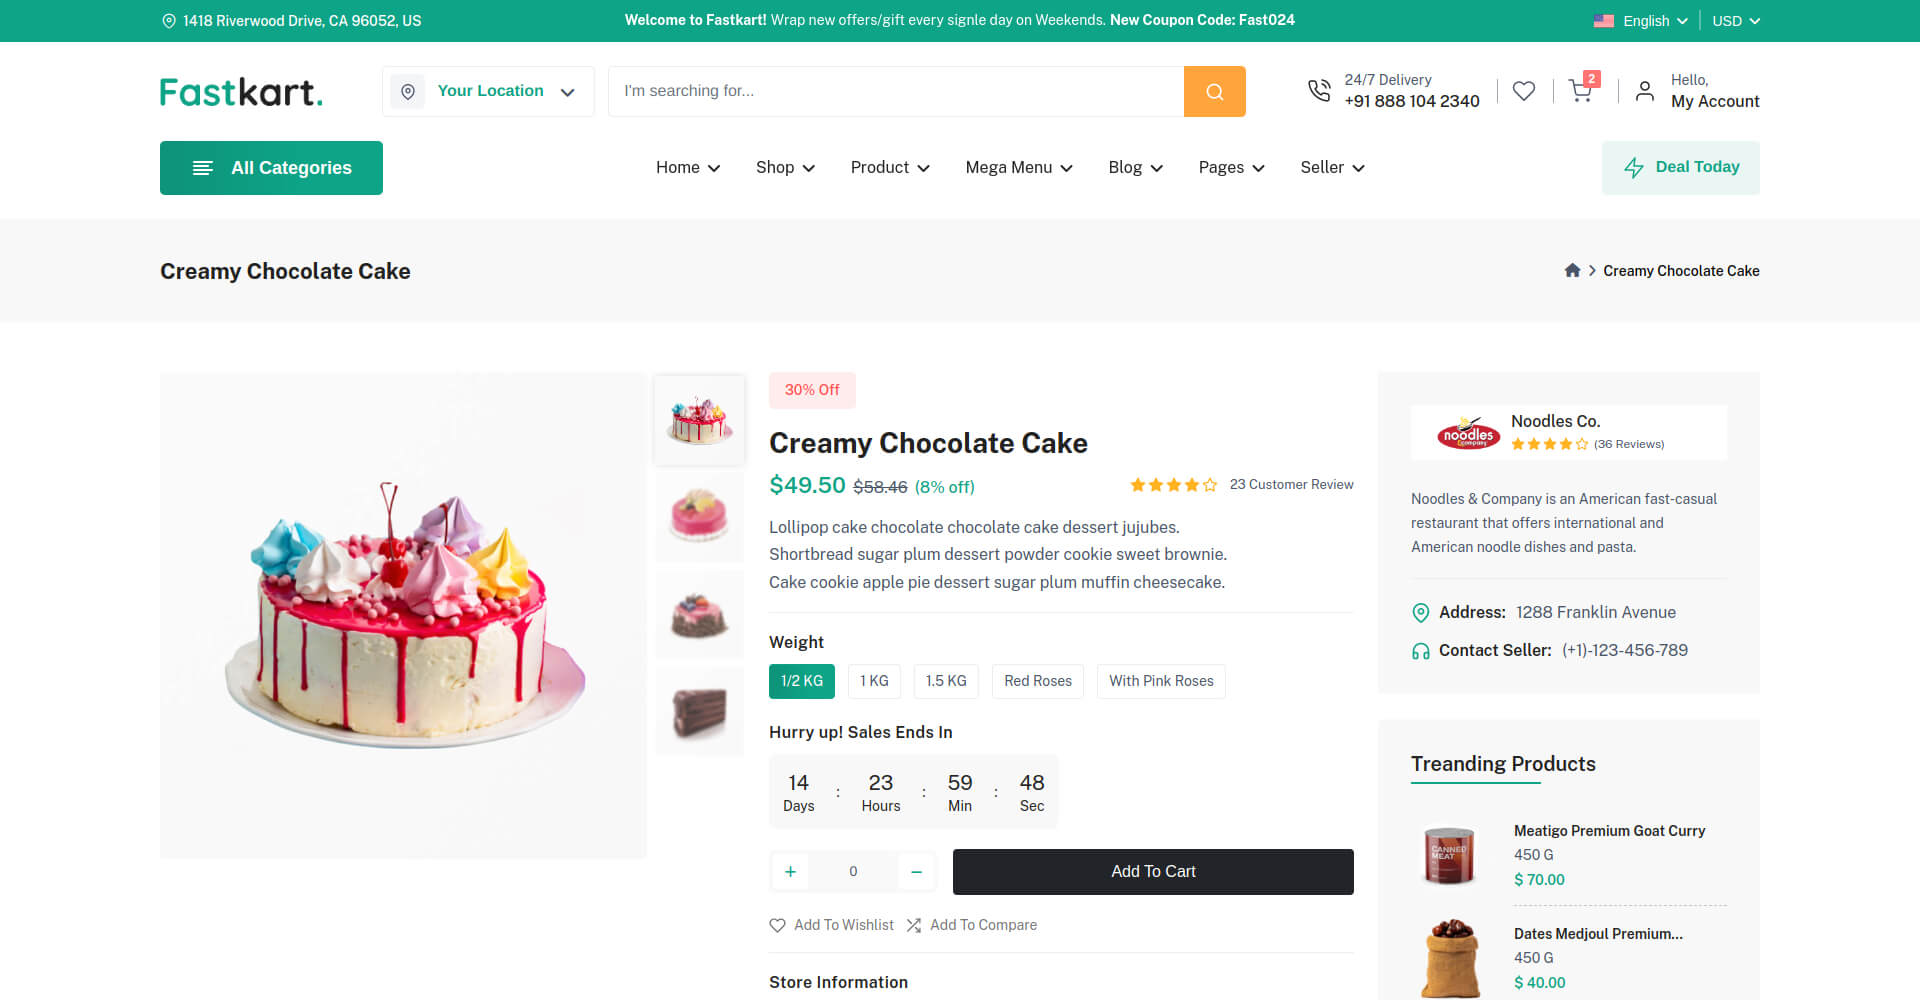 1418 Riverwood Drive, CA 96052, US
Welcome to Fastkart! Wrap new offers/gift every signle day on Weekends. New Coupon Code: Fast024
English
USD
Fastkart.
Your Location
I'm searching for...
24/7 Delivery
+91 888 104 2340
2
Hello,
My Account
All Categories
Home
Shop
Product
Mega Menu
Blog
Pages
Seller
Deal Today
Creamy Chocolate Cake
Creamy Chocolate Cake
30% Off
Creamy Chocolate Cake
$49.50 $58.46 (8% off)
23 Customer Review
Lollipop cake chocolate chocolate cake dessert jujubes.
Shortbread sugar plum dessert powder cookie sweet brownie.
Cake cookie apple pie dessert sugar plum muffin cheesecake.
Weight
1/2 KG
1 KG
1.5 KG
Red Roses
With Pink Roses
Hurry up! Sales Ends In
14 : 23 : 59 : 48
Days Hours Min Sec
+ 0 −
Add To Cart
Add To Wishlist
Add To Compare
Store Information
noodles
&company
Noodles Co.
(36 Reviews)
Noodles & Company is an American fast-casual
restaurant that offers international and
American noodle dishes and pasta.
Address: 1288 Franklin Avenue
Contact Seller: (+1)-123-456-789
Treanding Products
CANNED
MEAT
Meatigo Premium Goat Curry
450 G
$ 70.00
Dates Medjoul Premium...
450 G
$ 40.00